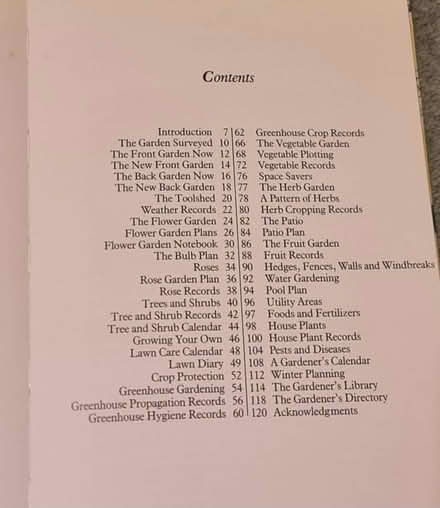 Contents
Introduction 7
The Garden Surveyed 10
The Front Garden Now 12
The New Front Garden 14
The Back Garden Now 16
The New Back Garden 18
The Toolshed 20
Weather Records 22
The Flower Garden 24
Flower Garden Plans 26
Flower Garden Notebook 30
The Bulb Plan 32
Roses 34
Rose Garden Plan 36
Rose Records 38
Trees and Shrubs 40
Tree and Shrub Records 42
Tree and Shrub Calendar 44
Growing Your Own 46
Lawn Care Calendar 48
Lawn Diary 49
Crop Protection 52
Greenhouse Gardening 54
Greenhouse Propagation Records 56
Greenhouse Hygiene Records 60
62 Greenhouse Crop Records
66 The Vegetable Garden
68 Vegetable Plotting
72 Vegetable Records
76 Space Savers
77 The Herb Garden
78 A Pattern of Herbs
80 Herb Cropping Records
82 The Patio
84 Patio Plan
86 The Fruit Garden
88 Fruit Records
90 Hedges, Fences, Walls and Windbreaks
92 Water Gardening
94 Pool Plan
96 Utility Areas
97 Foods and Fertilizers
98 House Plants
100 House Plant Records
104 Pests and Diseases
108 A Gardener's Calendar
112 Winter Planning
114 The Gardener's Library
118 The Gardener's Directory
120 Acknowledgments